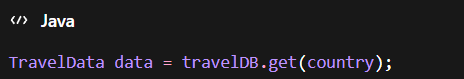 </> Java
TravelData data = travelDB.get(country);